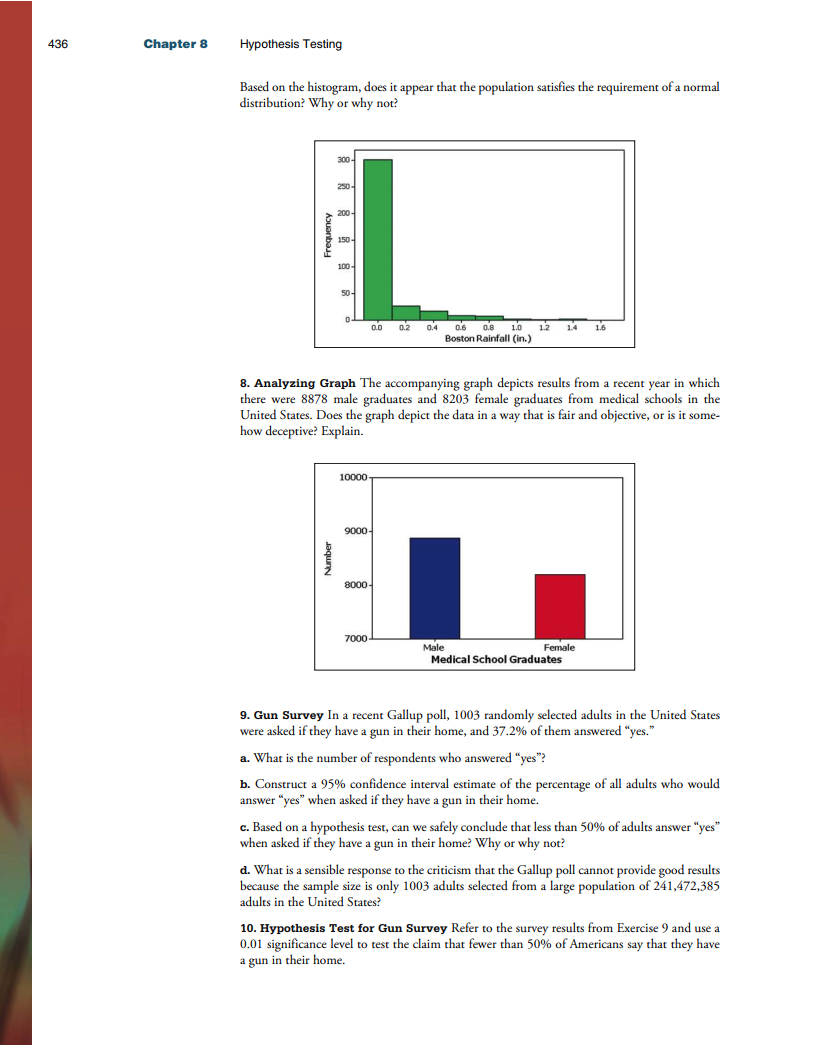 436 Chapter 8 Hypothesis Testing
Based on the histogram, does it appear that the population satisfies the requirement of a normal
distribution? Why or why not?
300
250
200
150
100
50
0
Frequency
0.0 0.2 0.4 0.6 0.8 1.0 1.2 1.4 1.6
Boston Rainfall (in.)
8. Analyzing Graph The accompanying graph depicts results from a recent year in which
there were 8878 male graduates and 8203 female graduates from medical schools in the
United States. Does the graph depict the data in a way that is fair and objective, or is it some-
how deceptive? Explain.
10000
9000
8000
7000
Number
Male Female
Medical School Graduates
9. Gun Survey In a recent Gallup poll, 1003 randomly selected adults in the United States
were asked if they have a gun in their home, and 37.2% of them answered “yes.”
a. What is the number of respondents who answered “yes”?
b. Construct a 95% confidence interval estimate of the percentage of all adults who would
answer “yes” when asked if they have a gun in their home.
c. Based on a hypothesis test, can we safely conclude that less than 50% of adults answer “yes”
when asked if they have a gun in their home? Why or why not?
d. What is a sensible response to the criticism that the Gallup poll cannot provide good results
because the sample size is only 1003 adults selected from a large population of 241,472,385
adults in the United States?
10. Hypothesis Test for Gun Survey Refer to the survey results from Exercise 9 and use a
0.01 significance level to test the claim that fewer than 50% of Americans say that they have
a gun in their home.